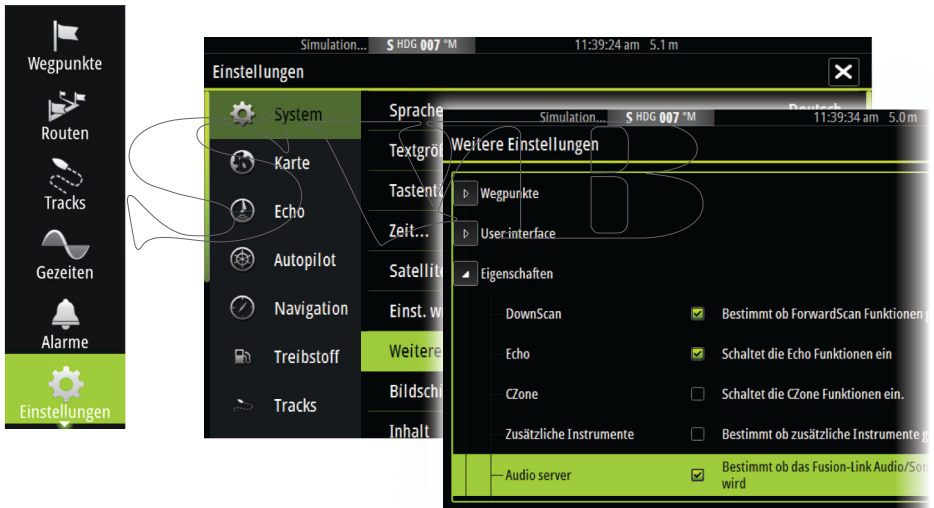 Wegpunkte
Routen
Tracks
Gezeiten
Alarme
Einstellungen
Simulation... S HDG 007 °M 11:39:24 am 5.1 m
Einstellungen
System
Karte
Echo
Autopilot
Navigation
Treibstoff
Tracks
Sprache Deutsch
Zeit...
Einst.
Weitere
Inhalt
Simulation... S HDG 007 °M 11:39:34 am 5.0 m
Weitere Einstellungen
Wegpunkte
User interface
Eigenschaften
DownScan Bestimmt ob ForwardScan Funktionen
Echo Schaltet die Echo Funktionen ein
CZone Schaltet die CZone Funktionen ein.
Zusätzliche Instrumente Bestimmt ob zusätzliche Instrumente
Audio server Bestimmt ob das Fusion-Link Audio/Son
wird